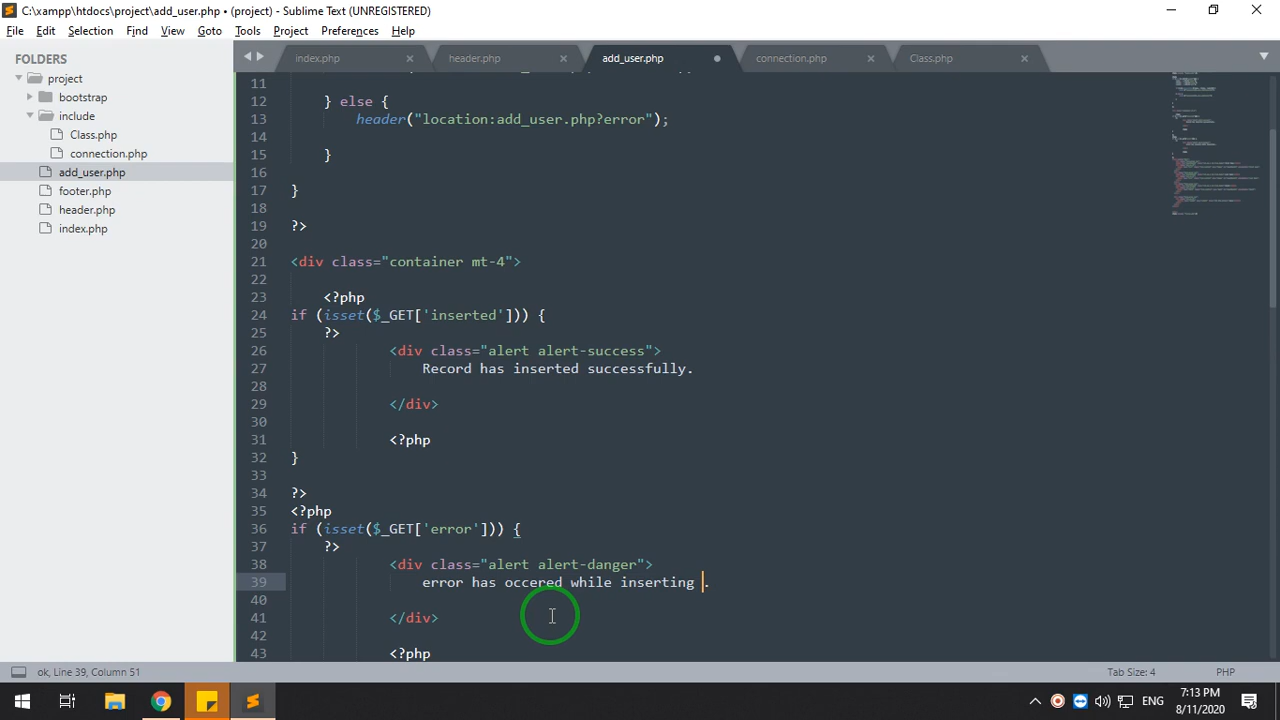 C:\xampp\htdocs\project\add_user.php • (project) - Sublime Text (UNREGISTERED)
File Edit Selection Find View Goto Tools Project Preferences Help
FOLDERS
project
bootstrap
include
Class.php
connection.php
add_user.php
footer.php
header.php
index.php
index.php header.php add_user.php connection.php Class.php
11
12 } else {
13 header("location:add_user.php?error");
14
15 }
16
17 }
18
19 ?>
20
21 <div class="container mt-4">
22
23 <?php
24 if (isset($_GET['inserted'])) {
25 ?>
26 <div class="alert alert-success">
27 Record has inserted successfully.
28
29 </div>
30
31 <?php
32 }
33
34 ?>
35 <?php
36 if (isset($_GET['error'])) {
37 ?>
38 <div class="alert alert-danger">
39 error has occered while inserting .
40
41 </div>
42
43 <?php
ok, Line 39, Column 51 Tab Size: 4 PHP
ENG 7:13 PM
8/11/2020